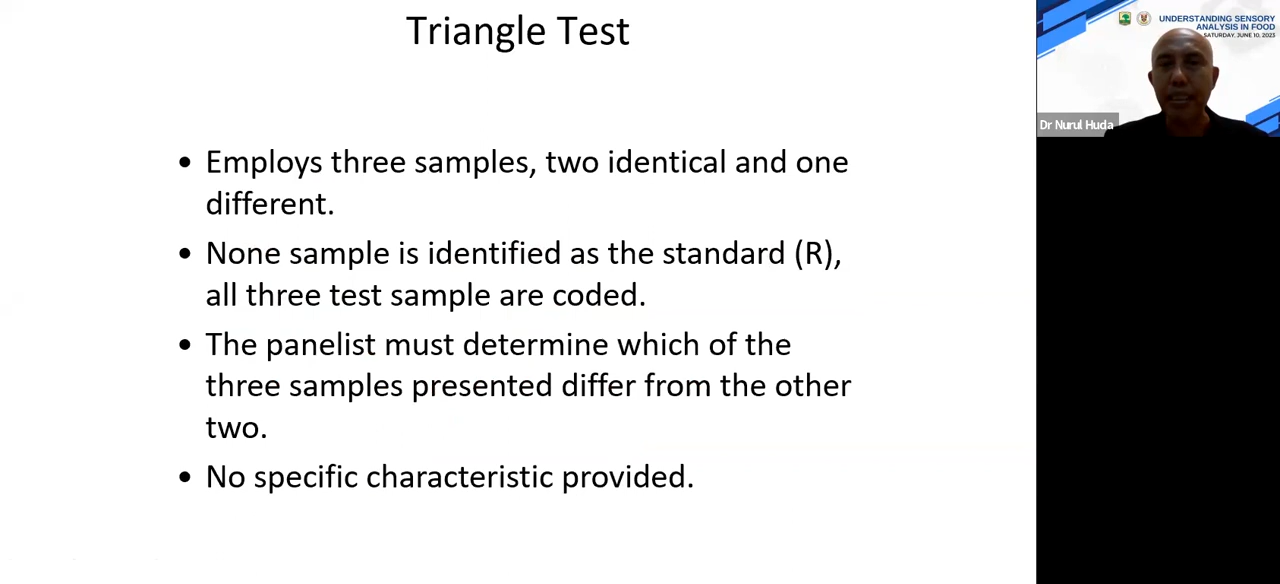 Triangle Test
• Employs three samples, two identical and one
different.
• None sample is identified as the standard (R),
all three test sample are coded.
• The panelist must determine which of the
three samples presented differ from the other
two.
• No specific characteristic provided.
UNDERSTANDING SENSORY
ANALYSIS IN FOOD
SATURDAY, JUNE 10, 2023
Dr Nurul Huda